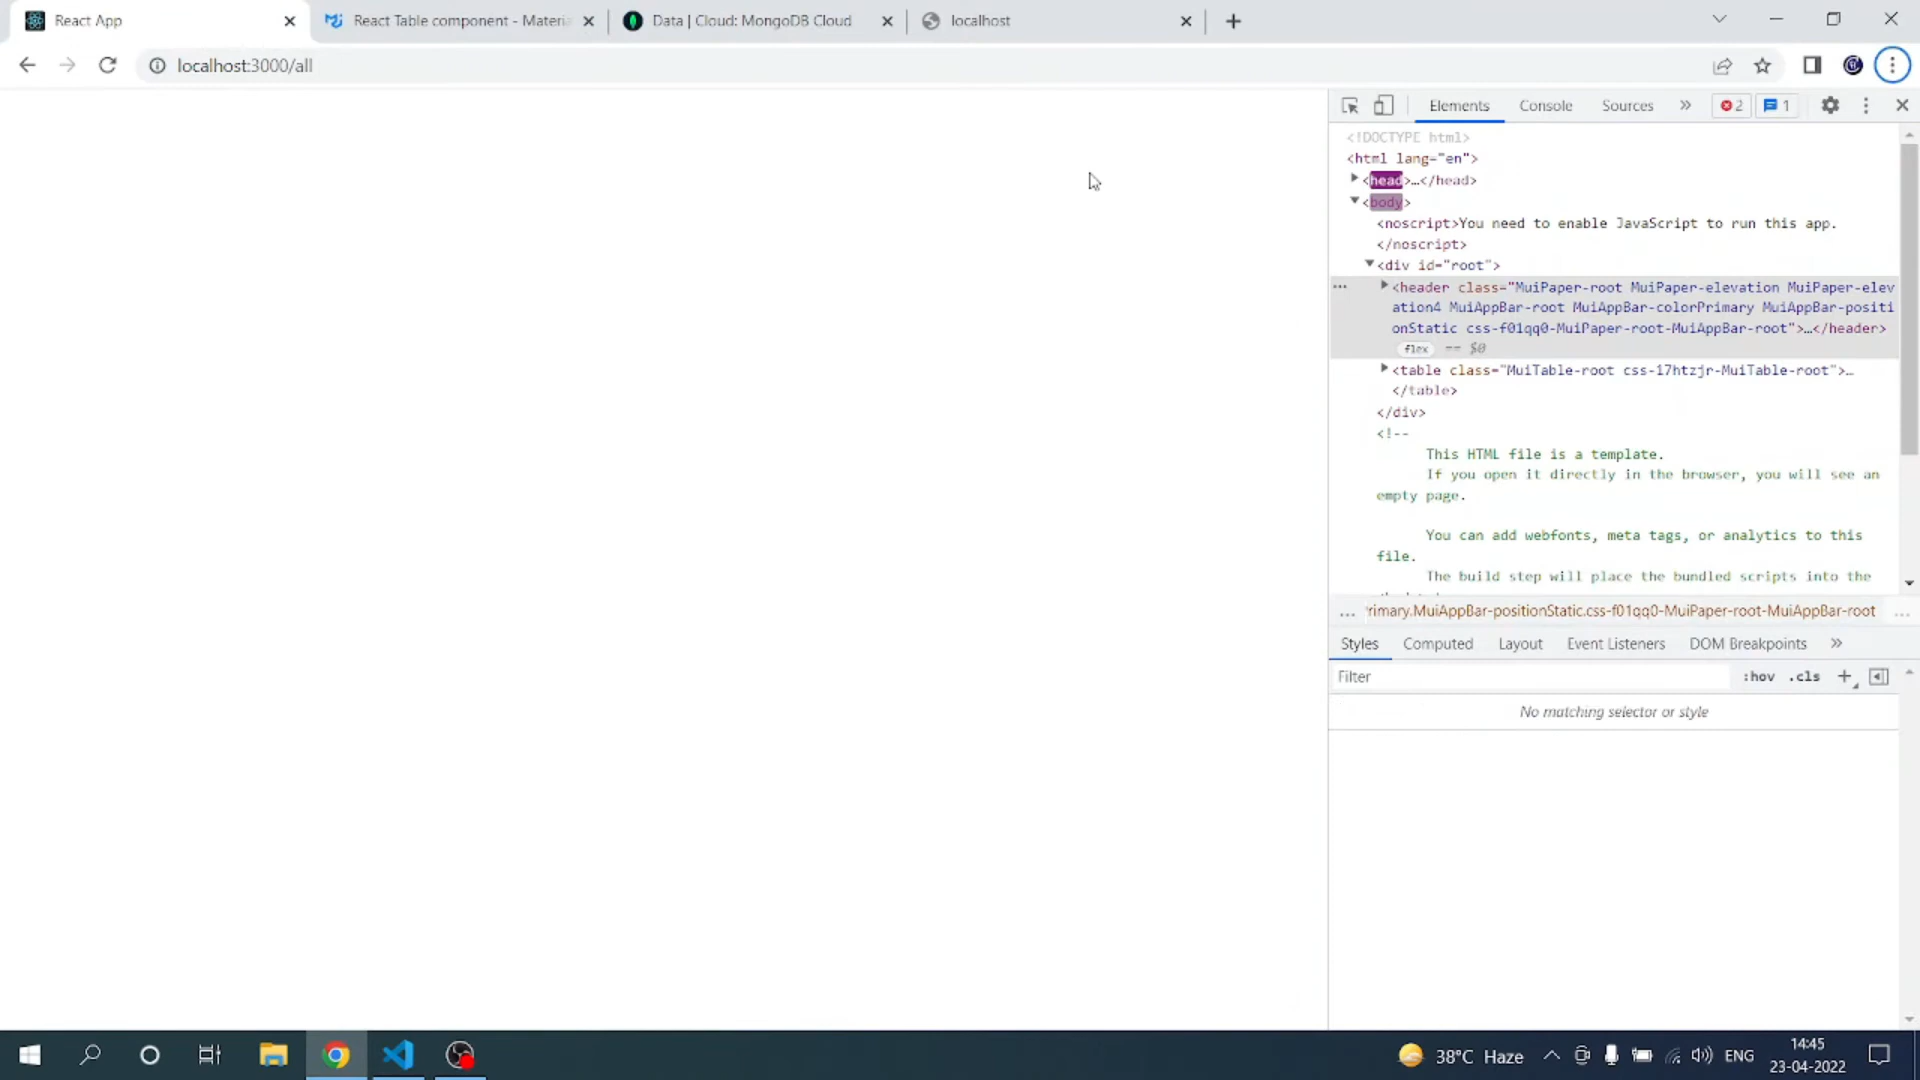 React App
React Table component - Materia
Data | Cloud: MongoDB Cloud
localhost
localhost:3000/all
Elements
Console
Sources
2
1
<!DOCTYPE html>
<html lang="en">
<head>…</head>
<body>
<noscript>You need to enable JavaScript to run this app.
</noscript>
<div id="root">
<header class="MuiPaper-root MuiPaper-elevation MuiPaper-elev
ation4 MuiAppBar-root MuiAppBar-colorPrimary MuiAppBar-positi
onStatic css-f01qq0-MuiPaper-root-MuiAppBar-root">…</header>
flex == $0
<table class="MuiTable-root css-17htzjr-MuiTable-root">…
</table>
</div>
<!--
This HTML file is a template.
If you open it directly in the browser, you will see an
empty page.
You can add webfonts, meta tags, or analytics to this
file.
The build step will place the bundled scripts into the
... rimary.MuiAppBar-positionStatic.css-f01qq0-MuiPaper-root-MuiAppBar-root ...
Styles
Computed
Layout
Event Listeners
DOM Breakpoints
Filter
:hov .cls
No matching selector or style
38°C Haze
ENG
14:45
23-04-2022